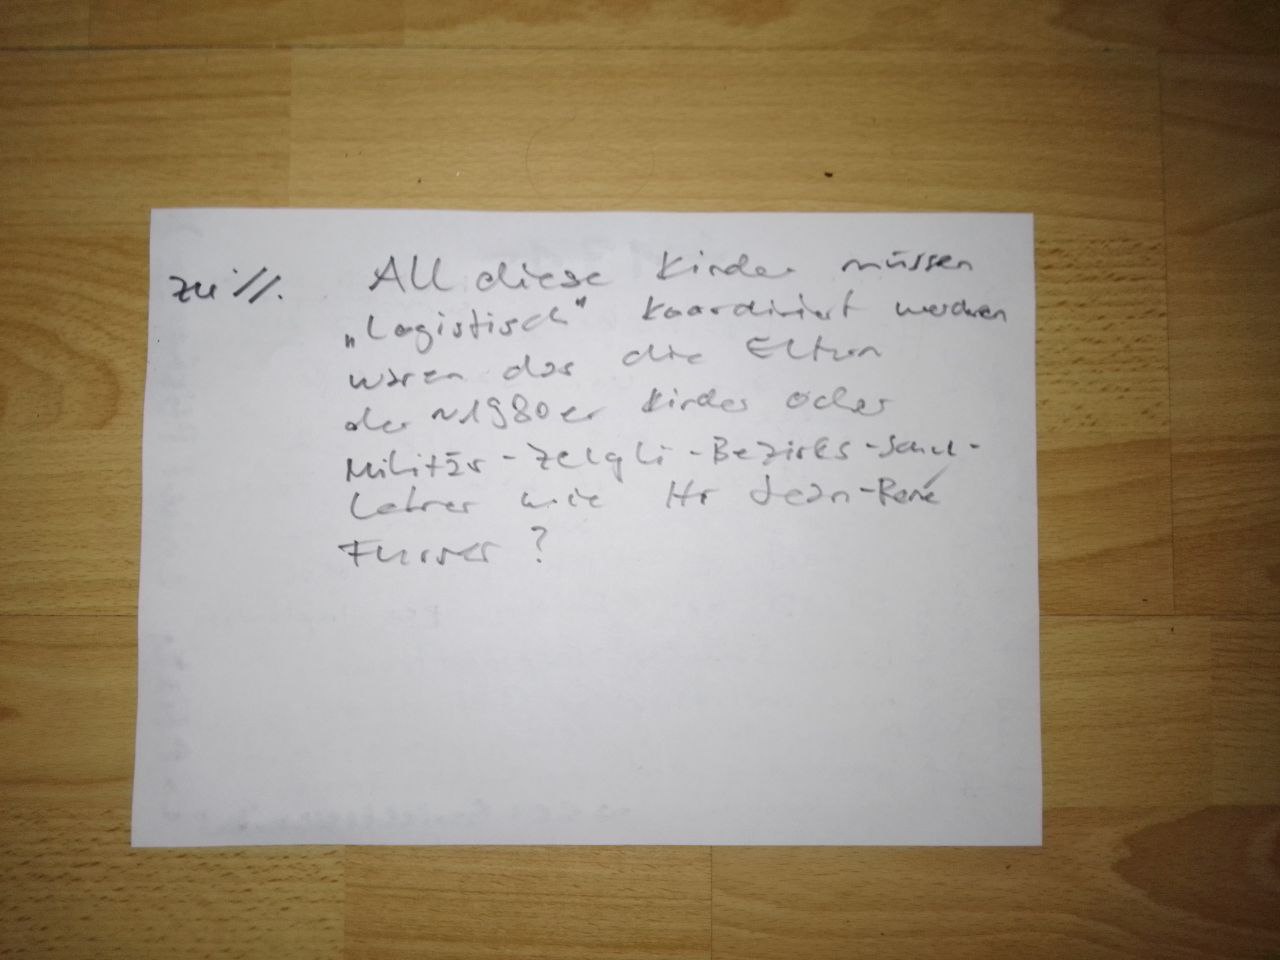 zu 11. All diese Kinder müssen
„Logistisch" koordiniert werden
waren das die Eltern
der ~1980er Kinder oder
Militär-Zelgli-Bezirks-Schul-
Lehrer wie Hr Jean-René